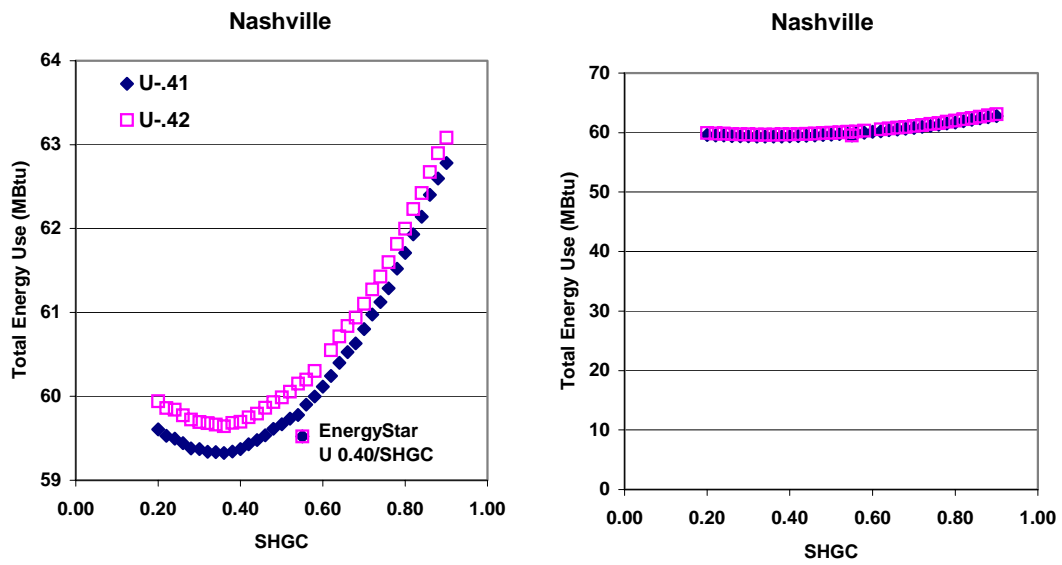 Nashville
Total Energy Use (MBtu)
64
63
62
61
60
59
U-.41
U-.42
EnergyStar
U 0.40/SHGC
0.00 0.20 0.40 0.60 0.80 1.00
SHGC
Nashville
Total Energy Use (MBtu)
70
60
50
40
30
20
10
0
0.00 0.20 0.40 0.60 0.80 1.00
SHGC